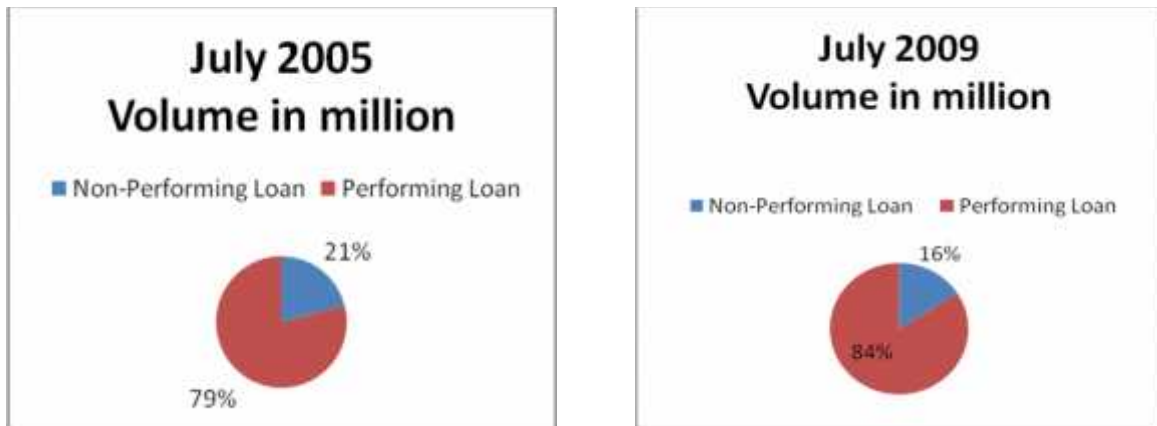 July 2005
Volume in million
Non-Performing Loan Performing Loan
21%
79%
July 2009
Volume in million
Non-Performing Loan Performing Loan
16%
84%